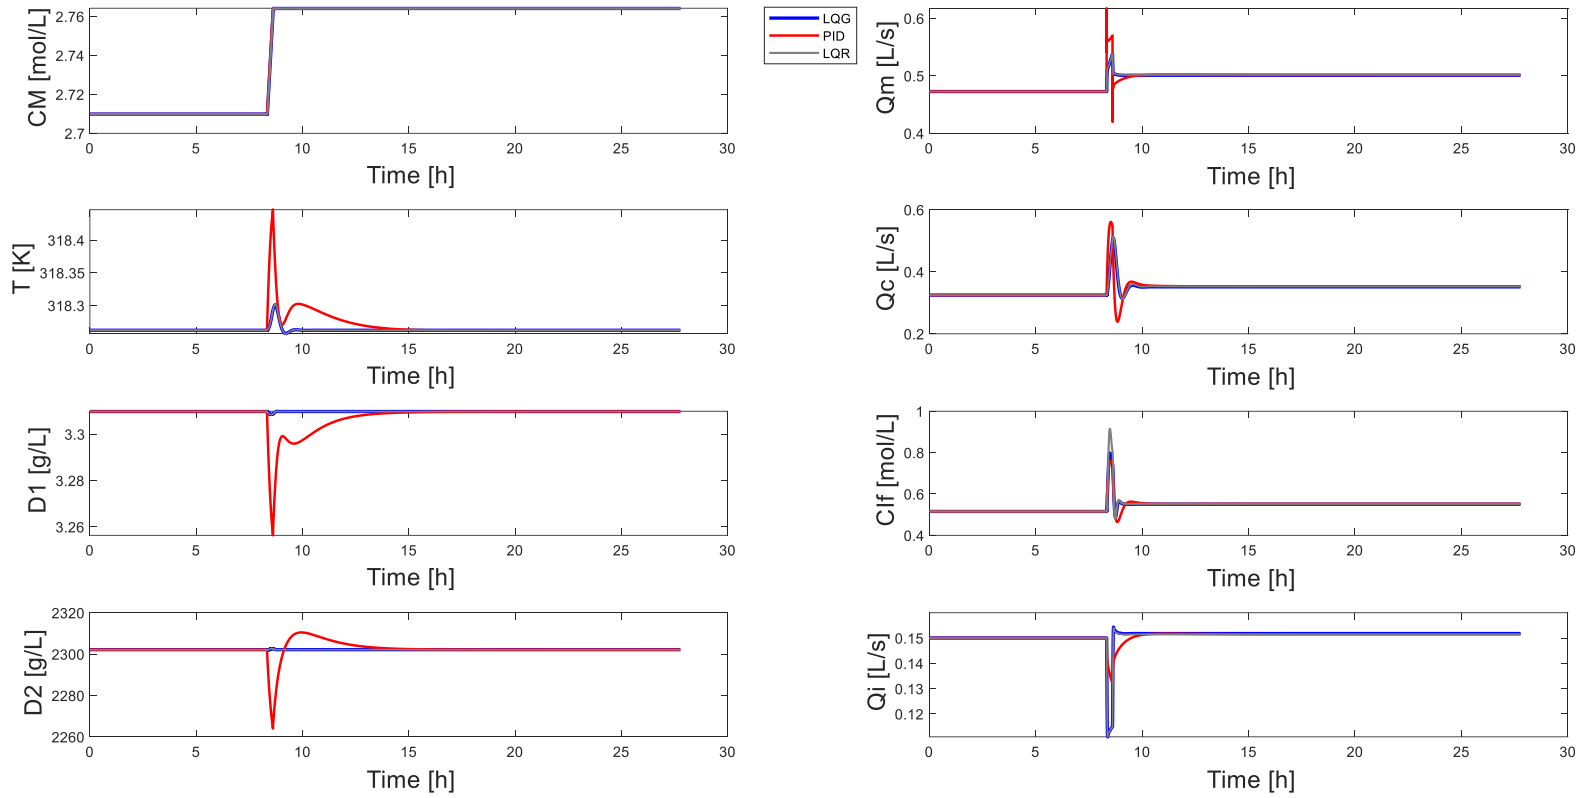 CM [mol/L]
2.76
2.74
2.72
2.7
0 5 10 15 20 25 30
Time [h]
T [K]
318.4
318.35
318.3
0 5 10 15 20 25 30
Time [h]
D1 [g/L]
3.3
3.28
3.26
0 5 10 15 20 25 30
Time [h]
D2 [g/L]
2320
2300
2280
2260
0 5 10 15 20 25 30
Time [h]
LQG
PID
LQR
Qm [L/s]
0.6
0.5
0.4
0 5 10 15 20 25 30
Time [h]
Qc [L/s]
0.6
0.4
0.2
0 5 10 15 20 25 30
Time [h]
CIf [mol/L]
1
0.8
0.6
0.4
0 5 10 15 20 25 30
Time [h]
Qi [L/s]
0.15
0.14
0.13
0.12
0 5 10 15 20 25 30
Time [h]